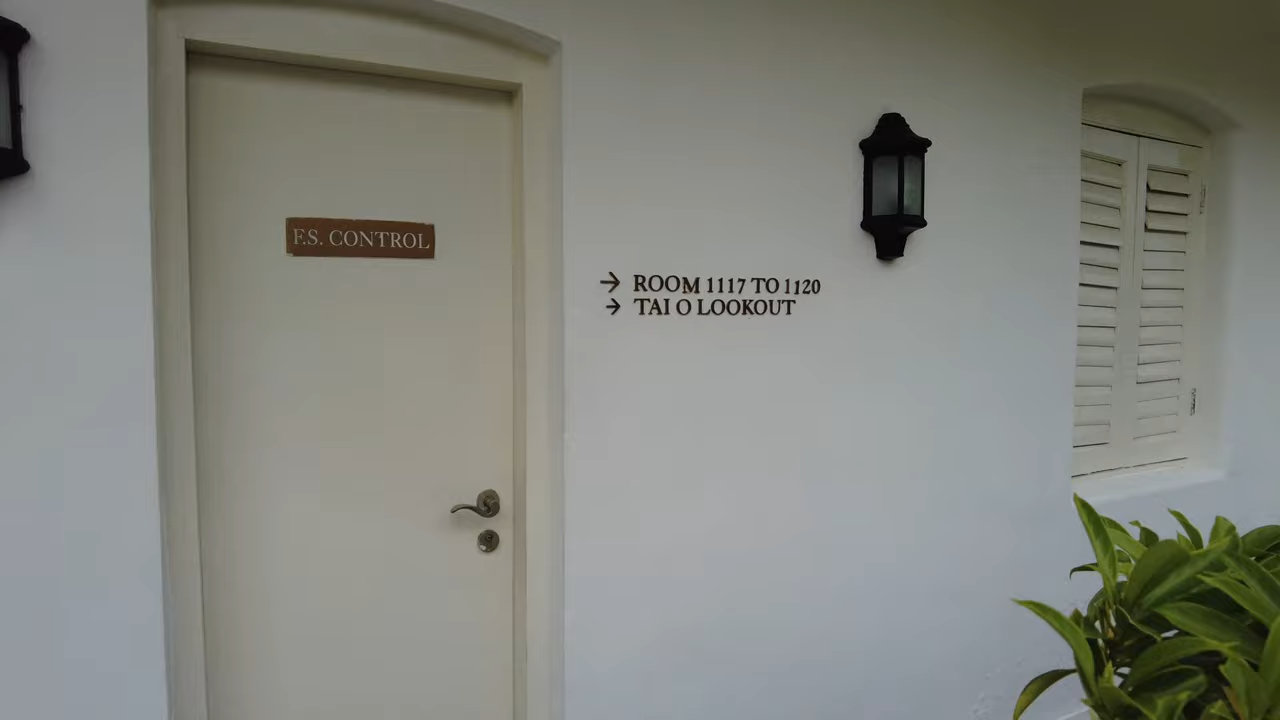 F.S. CONTROL
→ ROOM 1117 TO 1120
→ TAI O LOOKOUT